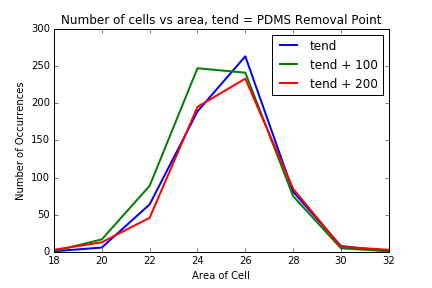 Number of cells vs area, tend = PDMS Removal Point
300
250
200
150
100
50
0
Number of Occurrences
tend
tend + 100
tend + 200
18 20 22 24 26 28 30 32
Area of Cell